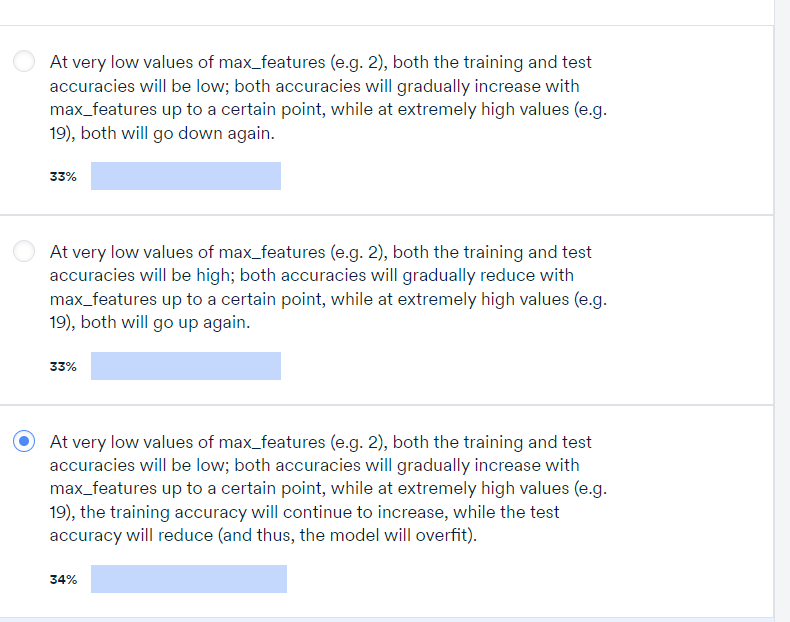 At very low values of max_features (e.g. 2), both the training and test
accuracies will be low; both accuracies will gradually increase with
max_features up to a certain point, while at extremely high values (e.g.
19), both will go down again.
33%
At very low values of max_features (e.g. 2), both the training and test
accuracies will be high; both accuracies will gradually reduce with
max_features up to a certain point, while at extremely high values (e.g.
19), both will go up again.
33%
At very low values of max_features (e.g. 2), both the training and test
accuracies will be low; both accuracies will gradually increase with
max_features up to a certain point, while at extremely high values (e.g.
19), the training accuracy will continue to increase, while the test
accuracy will reduce (and thus, the model will overfit).
34%